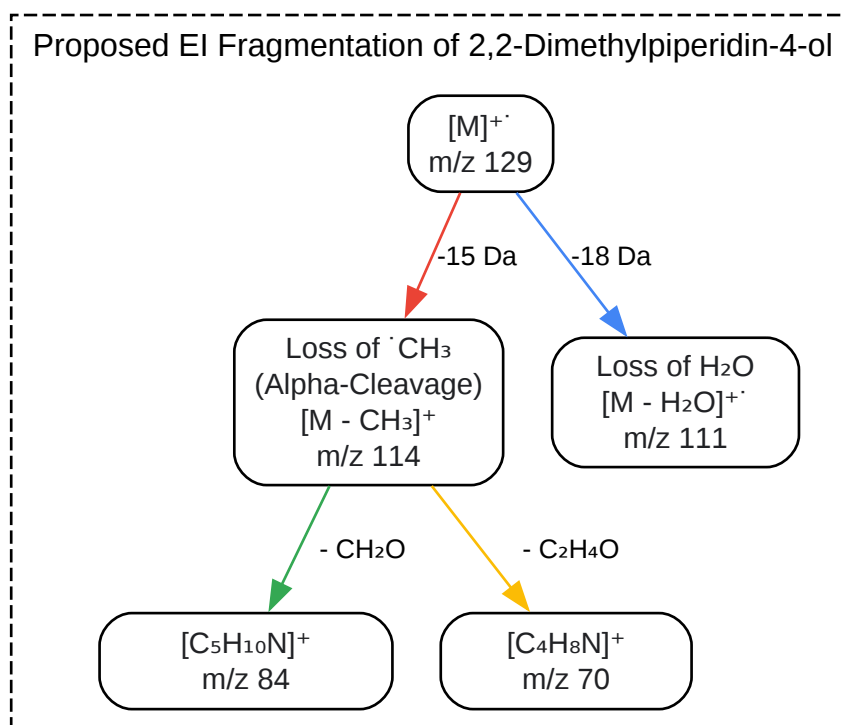 Proposed EI Fragmentation of 2,2-Dimethylpiperidin-4-ol
[M]⁺˙
m/z 129
-15 Da
-18 Da
Loss of ˙CH₃
(Alpha-Cleavage)
[M - CH₃]⁺
m/z 114
Loss of H₂O
[M - H₂O]⁺˙
m/z 111
- CH₂O
- C₂H₄O
[C₅H₁₀N]⁺
m/z 84
[C₄H₈N]⁺
m/z 70